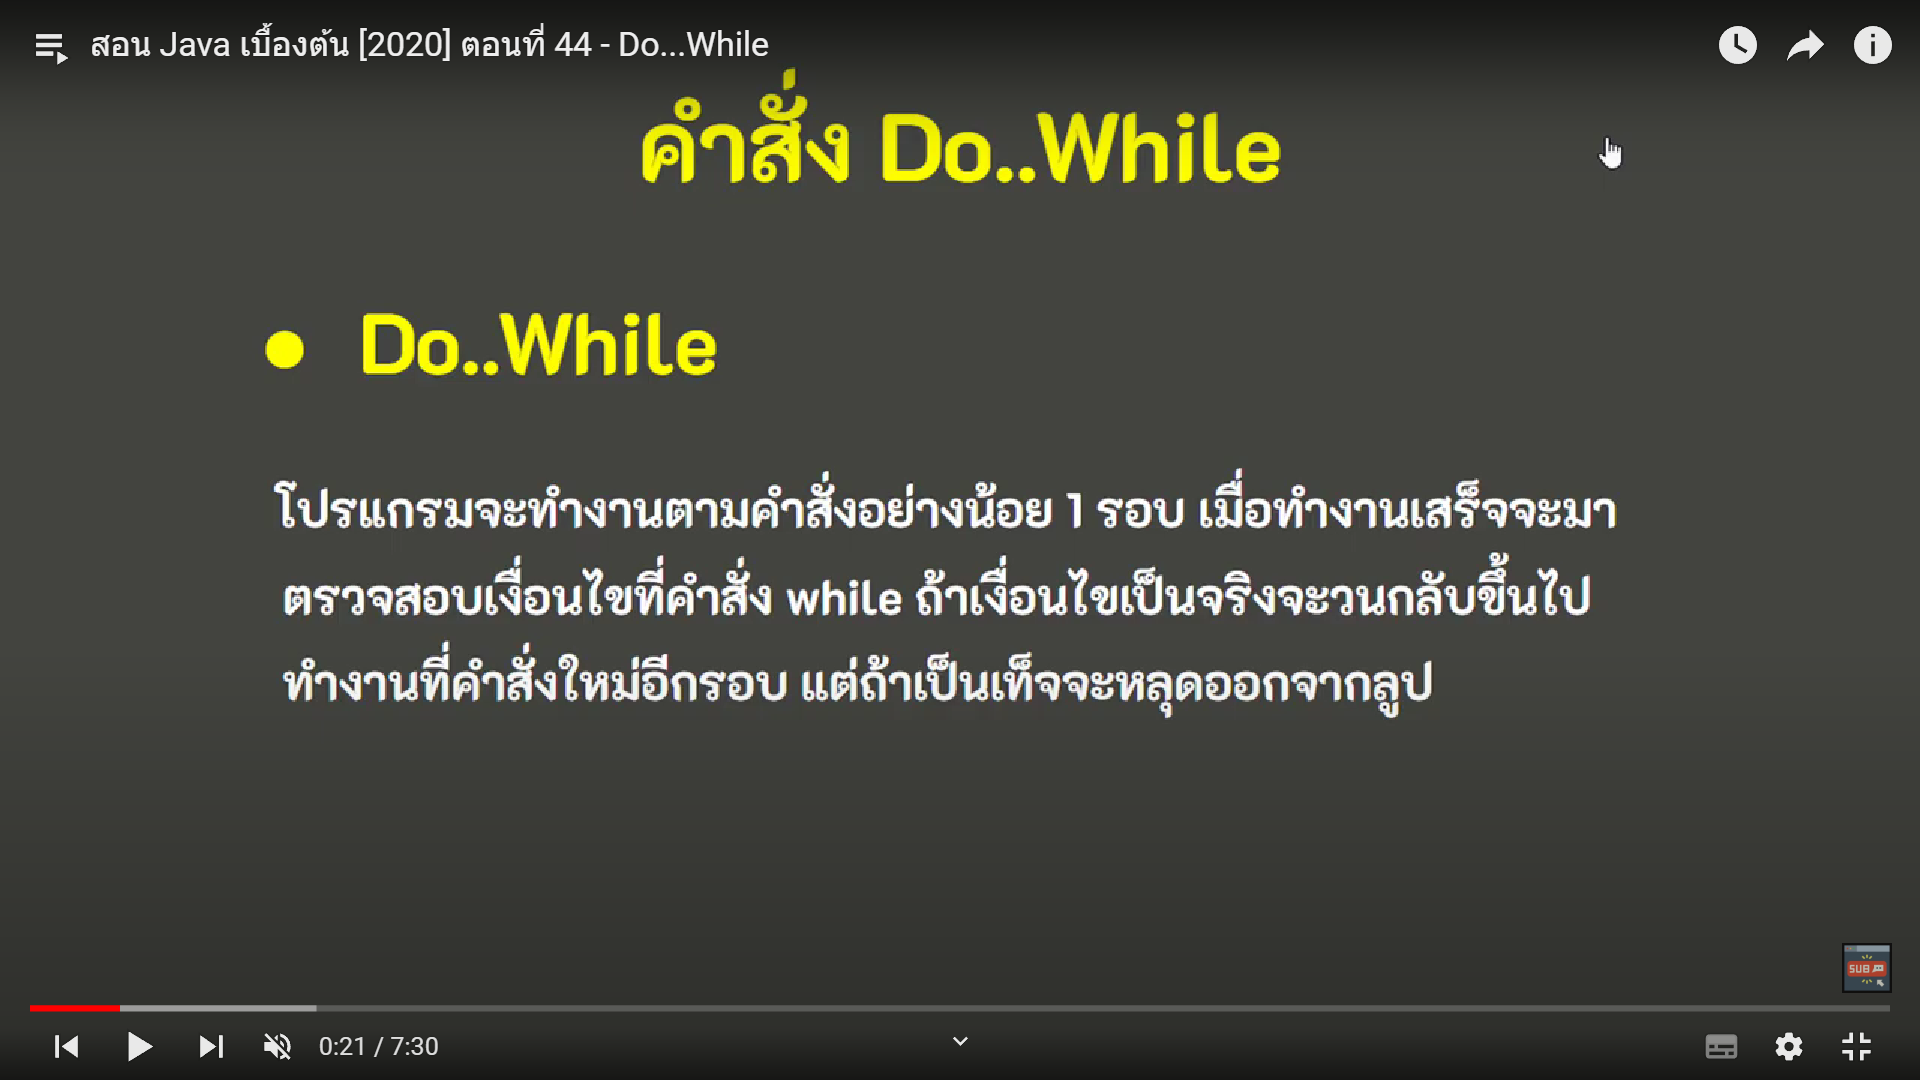 สอน Java เบื้องต้น [2020] ตอนที่ 44 - Do...While
คำสั่ง Do..While
● Do..While
โปรแกรมจะทำงานตามคำสั่งอย่างน้อย 1 รอบ เมื่อทำงานเสร็จจะมา
ตรวจสอบเงื่อนไขที่คำสั่ง while ถ้าเงื่อนไขเป็นจริงจะวนกลับขึ้นไป
ทำงานที่คำสั่งใหม่อีกรอบ แต่ถ้าเป็นเท็จจะหลุดออกจากลูป
SUB
0:21 / 7:30